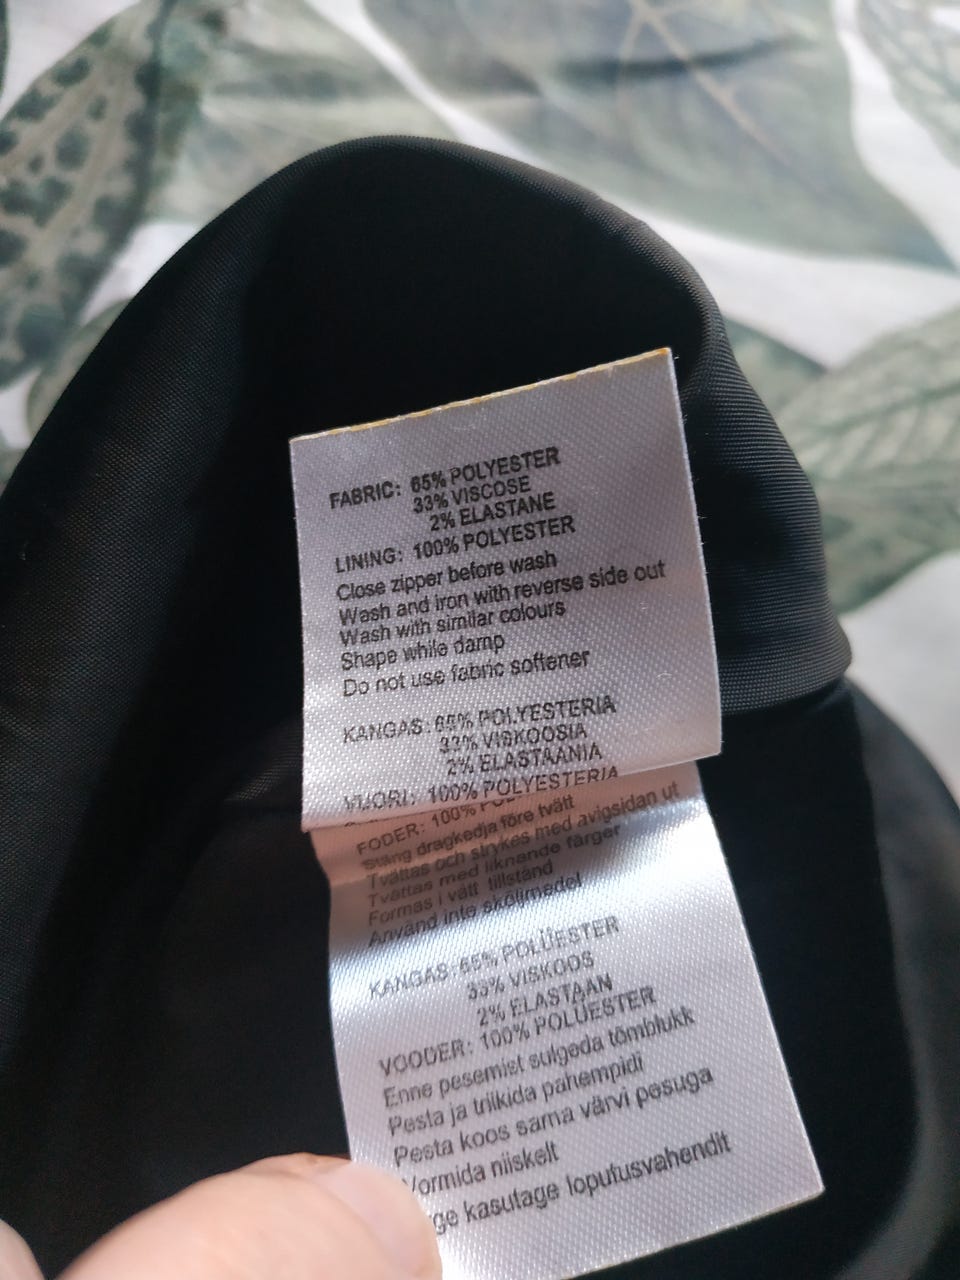 FABRIC: 65% POLYESTER
33% VISCOSE
2% ELASTANE
LINING: 100% POLYESTER
Close zipper before wash
Wash and iron with reverse side out
Wash with similar colours
Shape while damp
Do not use fabric softener
KANGAS: 65% POLYESTERIA
33% VISKOOSIA
2% ELASTAANIA
VUORI: 100% POLYESTERIA
FODER: 100%
Stäng dragkedja före tvätt
Tvättas och strykes med avigsidan ut
Tvättas med liknande färger
Formas i vått tillstånd
Använd inte sköljmedel
KANGAS: 65% POLÜESTER
33% VISKOOS
2% ELASTAAN
VOODER: 100% POLÜESTER
Enne pesemist sulgeda tõmblukk
Pesta ja triikida pahempidi
Pesta koos sama värvi pesuga
Vormida niiskelt
ge kasutage loputusvahendit